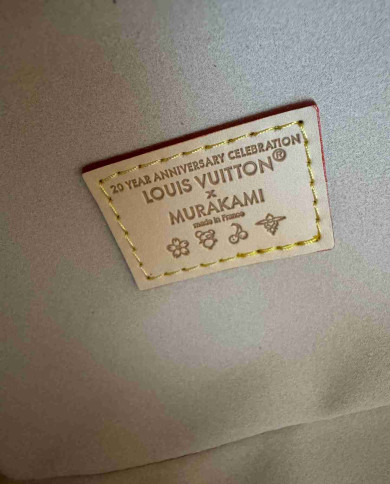 20 YEAR ANNIVERSARY CELEBRATION
LOUIS VUITTON®
x
MURAKAMI
made in France